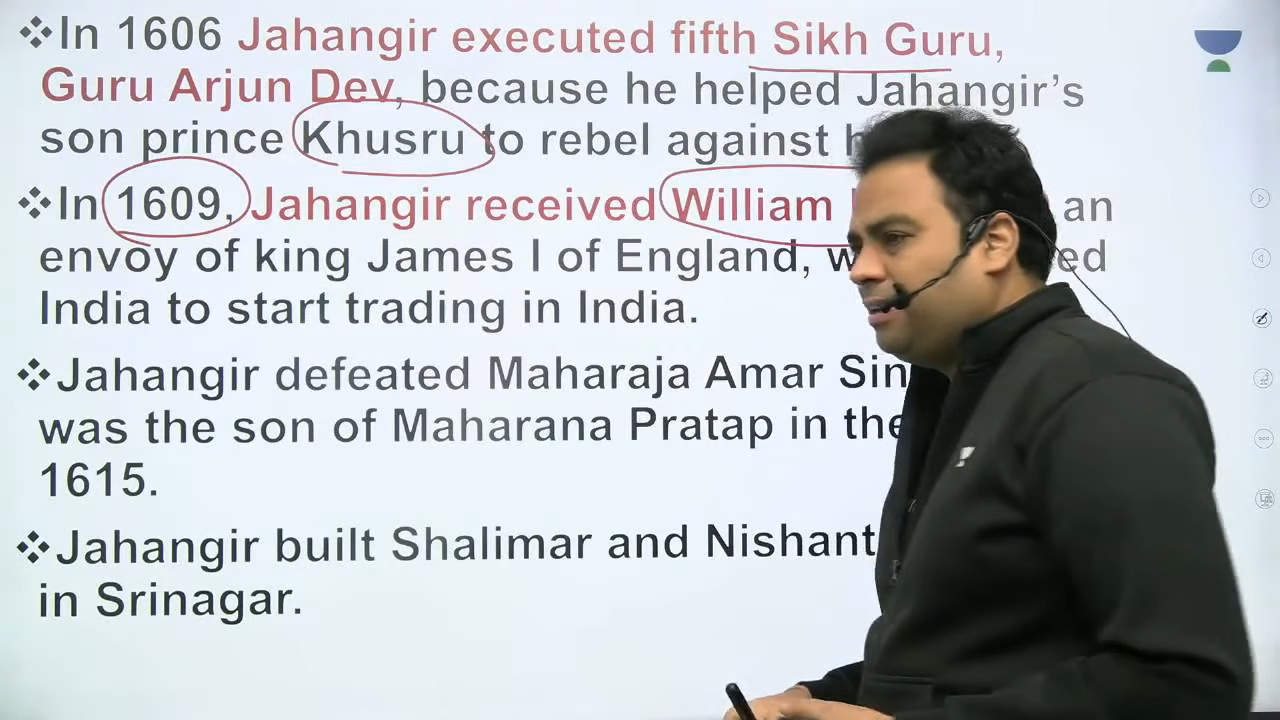 ❖In 1606 Jahangir executed fifth Sikh Guru,
Guru Arjun Dev, because he helped Jahangir’s
son prince Khusru to rebel against
❖In 1609, Jahangir received William an
envoy of king James I of England,
India to start trading in India.
❖Jahangir defeated Maharaja Amar
was the son of Maharana Pratap in the
1615.
❖Jahangir built Shalimar and Nishant
in Srinagar.